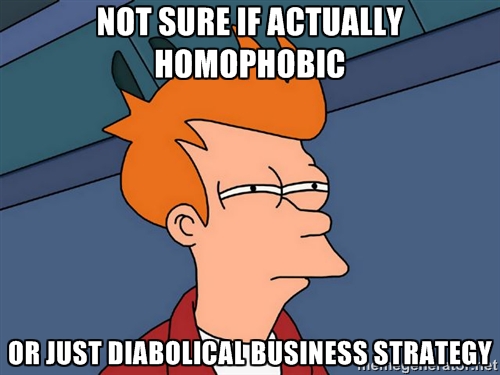 NOT SURE IF ACTUALLY
HOMOPHOBIC
OR JUST DIABOLICAL BUSINESS STRATEGY
memegenerator.net